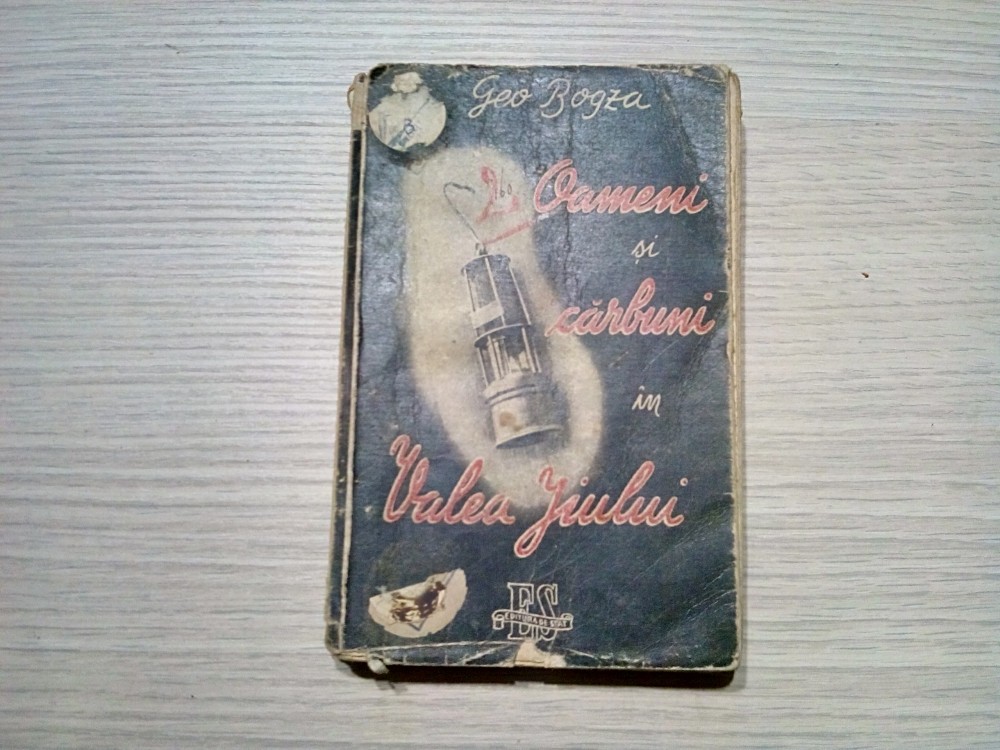 Geo Bogza
Oameni
și
cărbuni
în
Valea Jiului
ES
EDITURA DE STAT